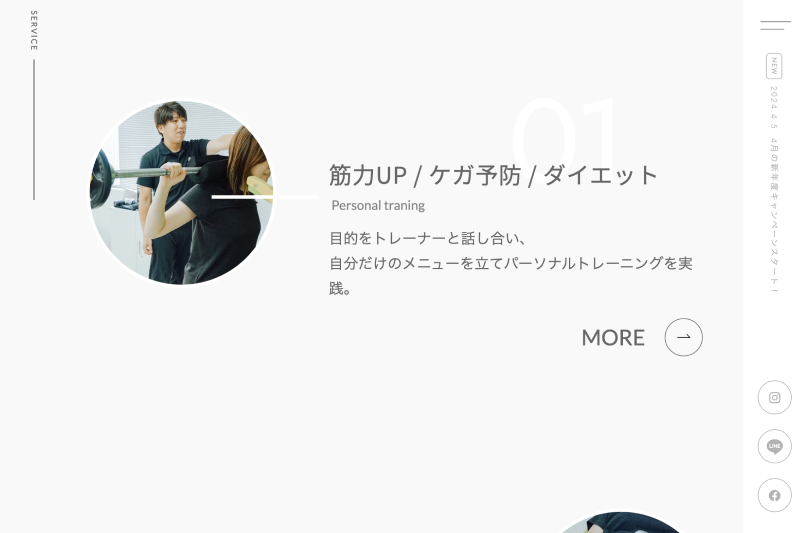 SERVICE
01
筋力UP / ケガ予防 / ダイエット
Personal traning
目的をトレーナーと話し合い、
自分だけのメニューを立てパーソナルトレーニングを実
践。
MORE
NEW
2024.4.5 4月の新年度キャンペーンスタート！
LINE